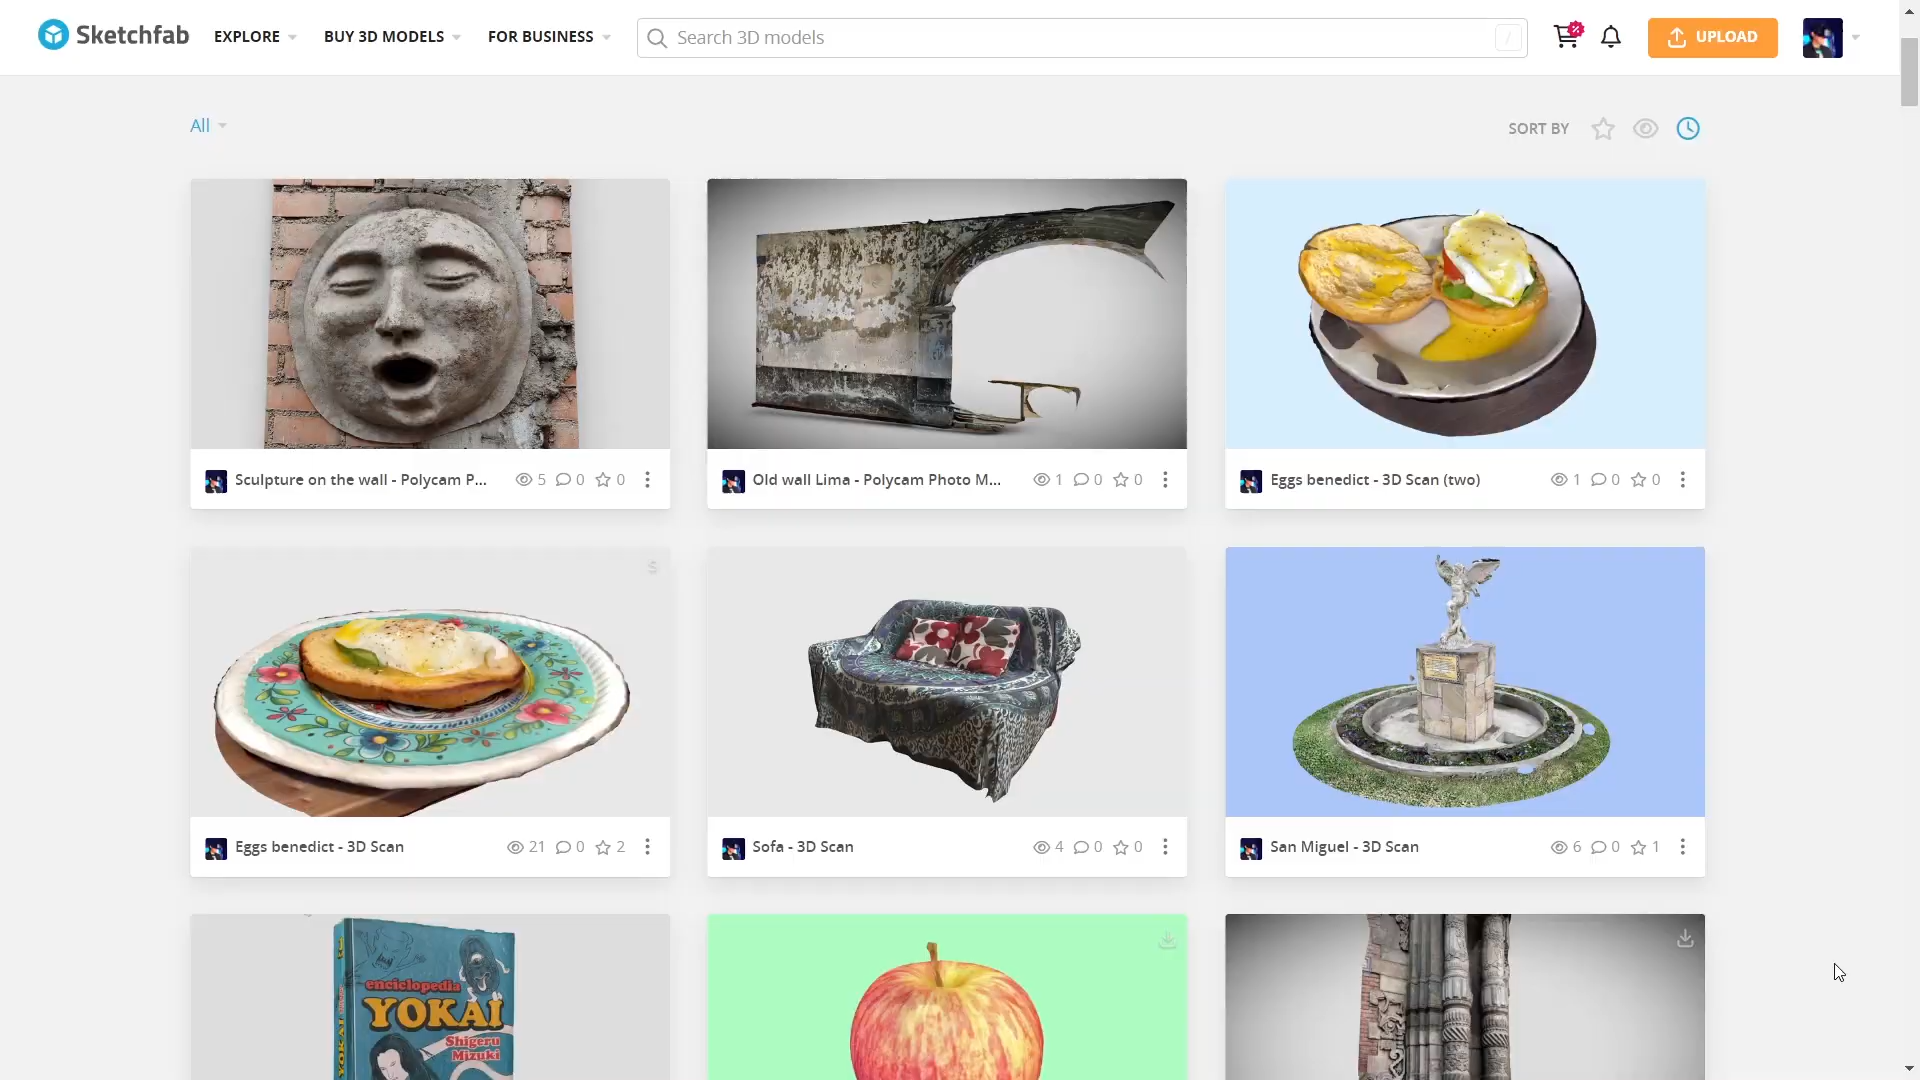 Sketchfab
EXPLORE
BUY 3D MODELS
FOR BUSINESS
Search 3D models
/
UPLOAD
All
SORT BY
Sculpture on the wall - Polycam P...
5
0
0
Old wall Lima - Polycam Photo M...
1
0
0
Eggs benedict - 3D Scan (two)
1
0
0
$
Eggs benedict - 3D Scan
21
0
2
Sofa - 3D Scan
4
0
0
San Miguel - 3D Scan
6
0
1
enciclopedia
YOKAI
Shigeru
Mizuki